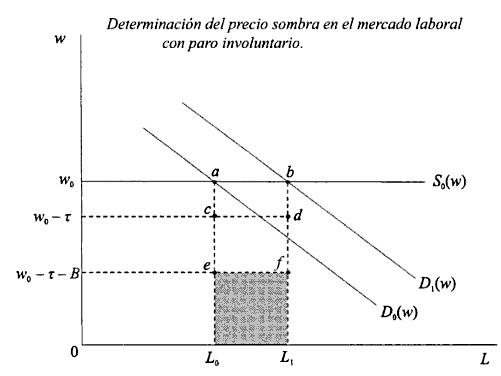 Determinación del precio sombra en el mercado laboral
con paro involuntario.
w
a
b
w₀
S₀(w)
c
d
w₀ − τ
e
f
w₀ − τ − B
D₁(w)
D₀(w)
0
L₀
L₁
L